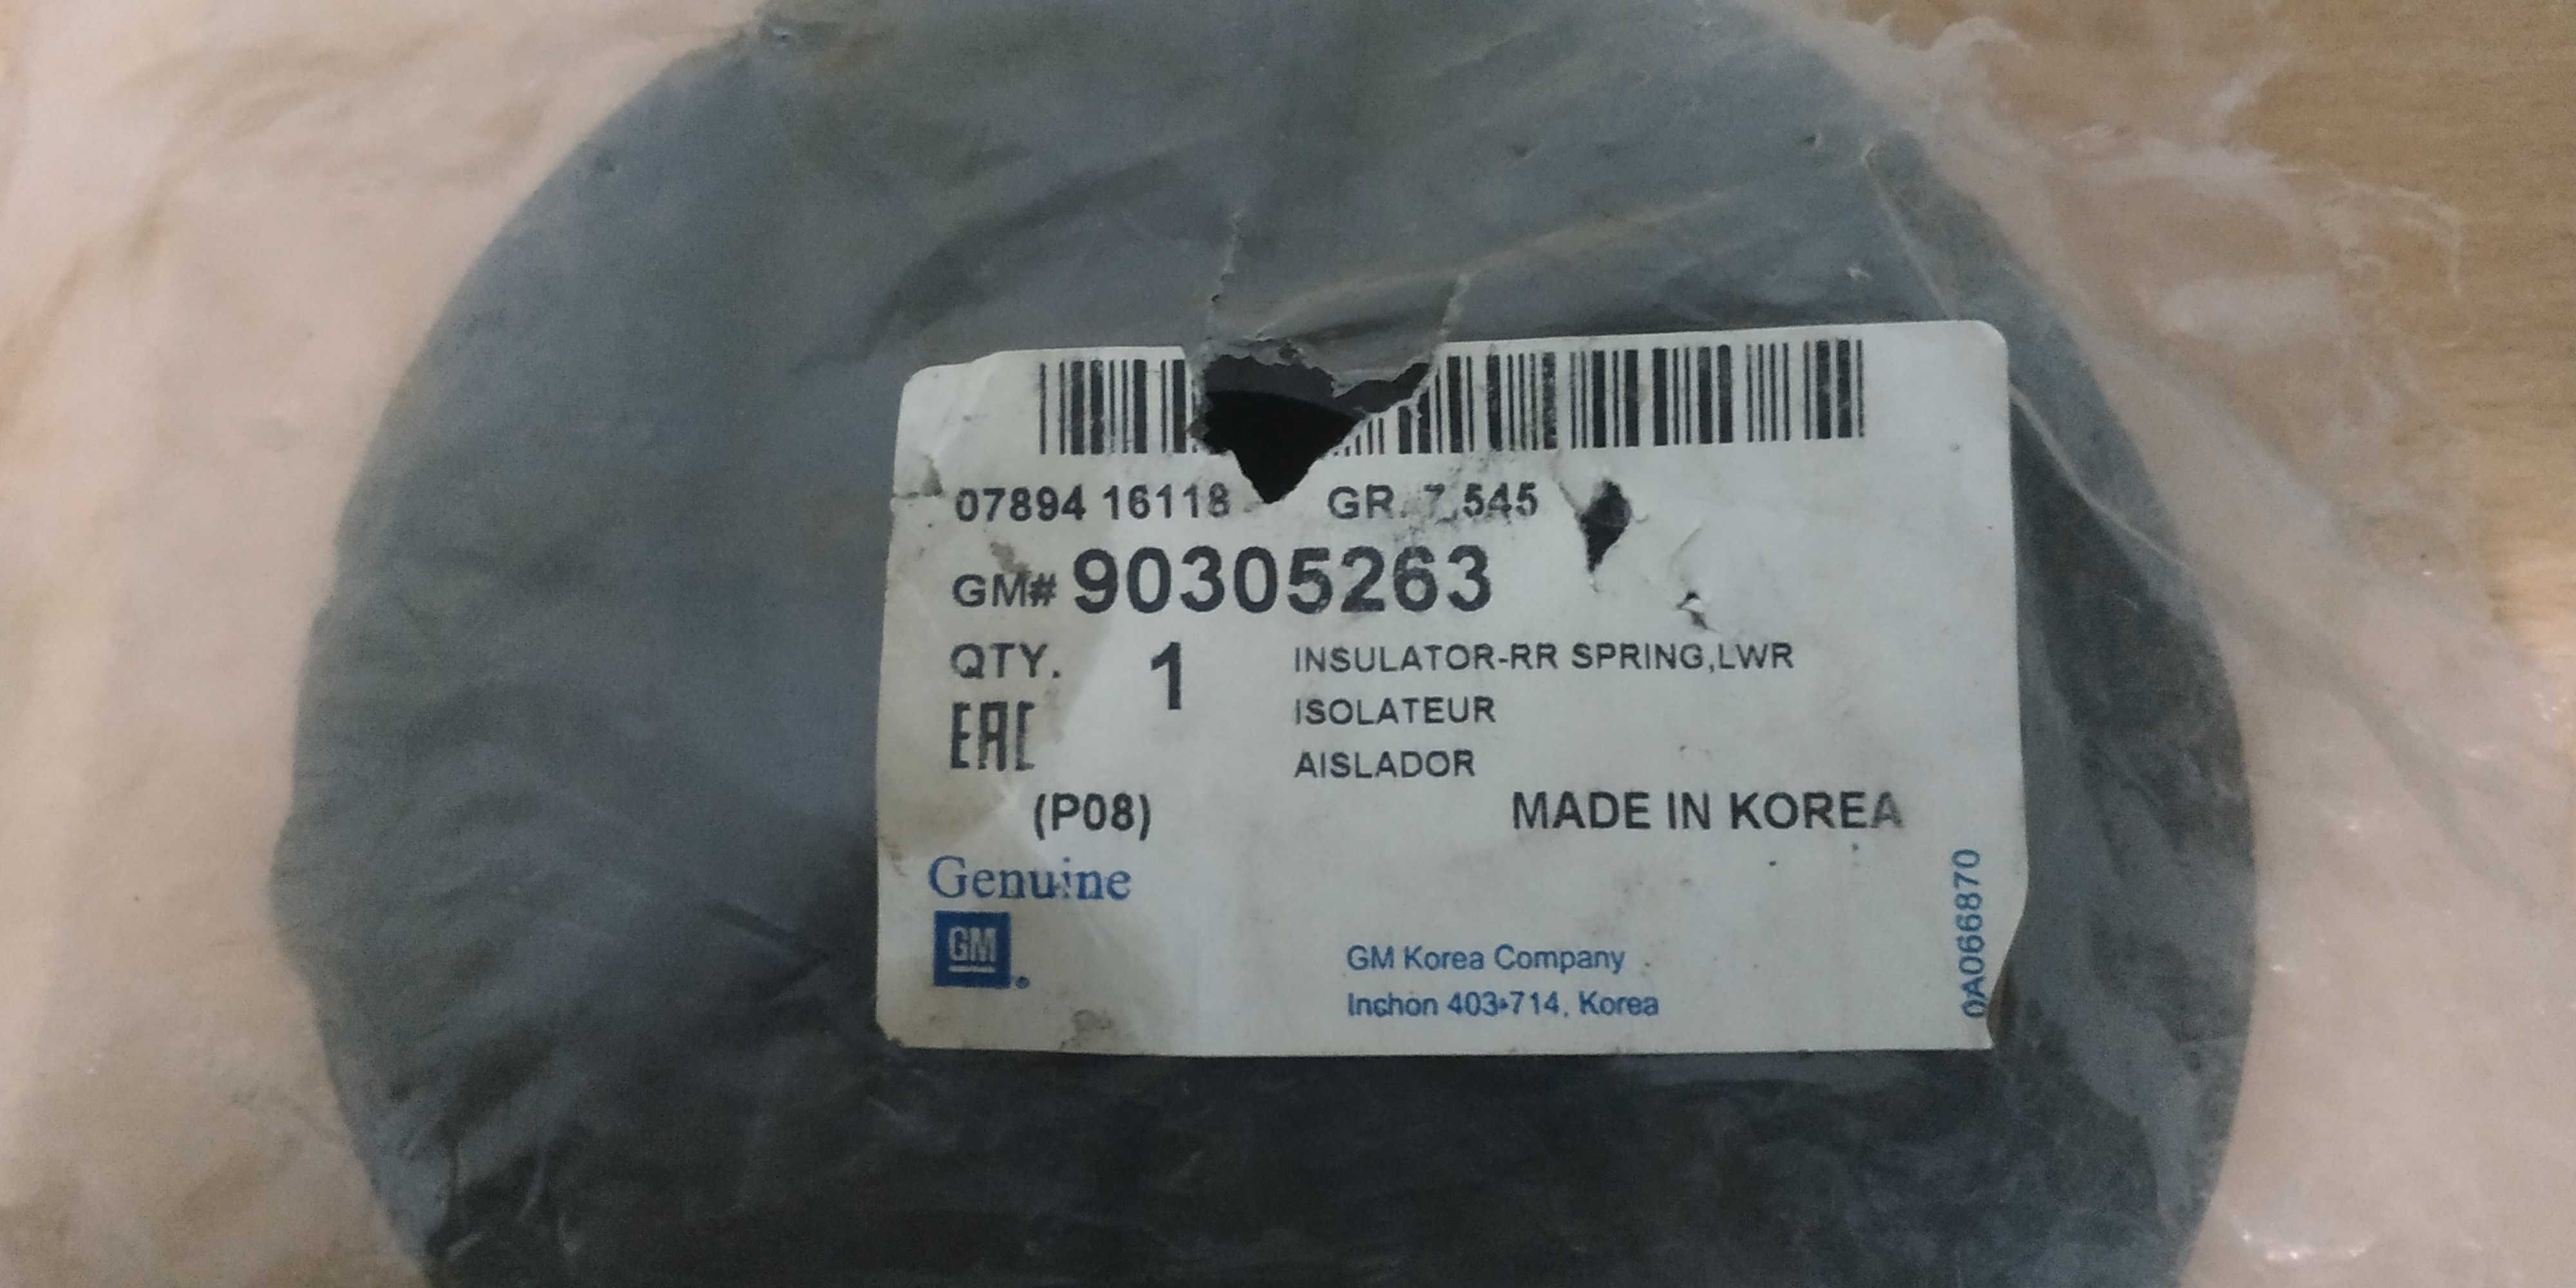 07894 16118 GR. 7.545
GM# 90305263
QTY. 1 INSULATOR-RR SPRING,LWR
EAC ISOLATEUR
AISLADOR
(P08) MADE IN KOREA
Genuine
GM
GM Korea Company
Inchon 403-714, Korea
0A066870